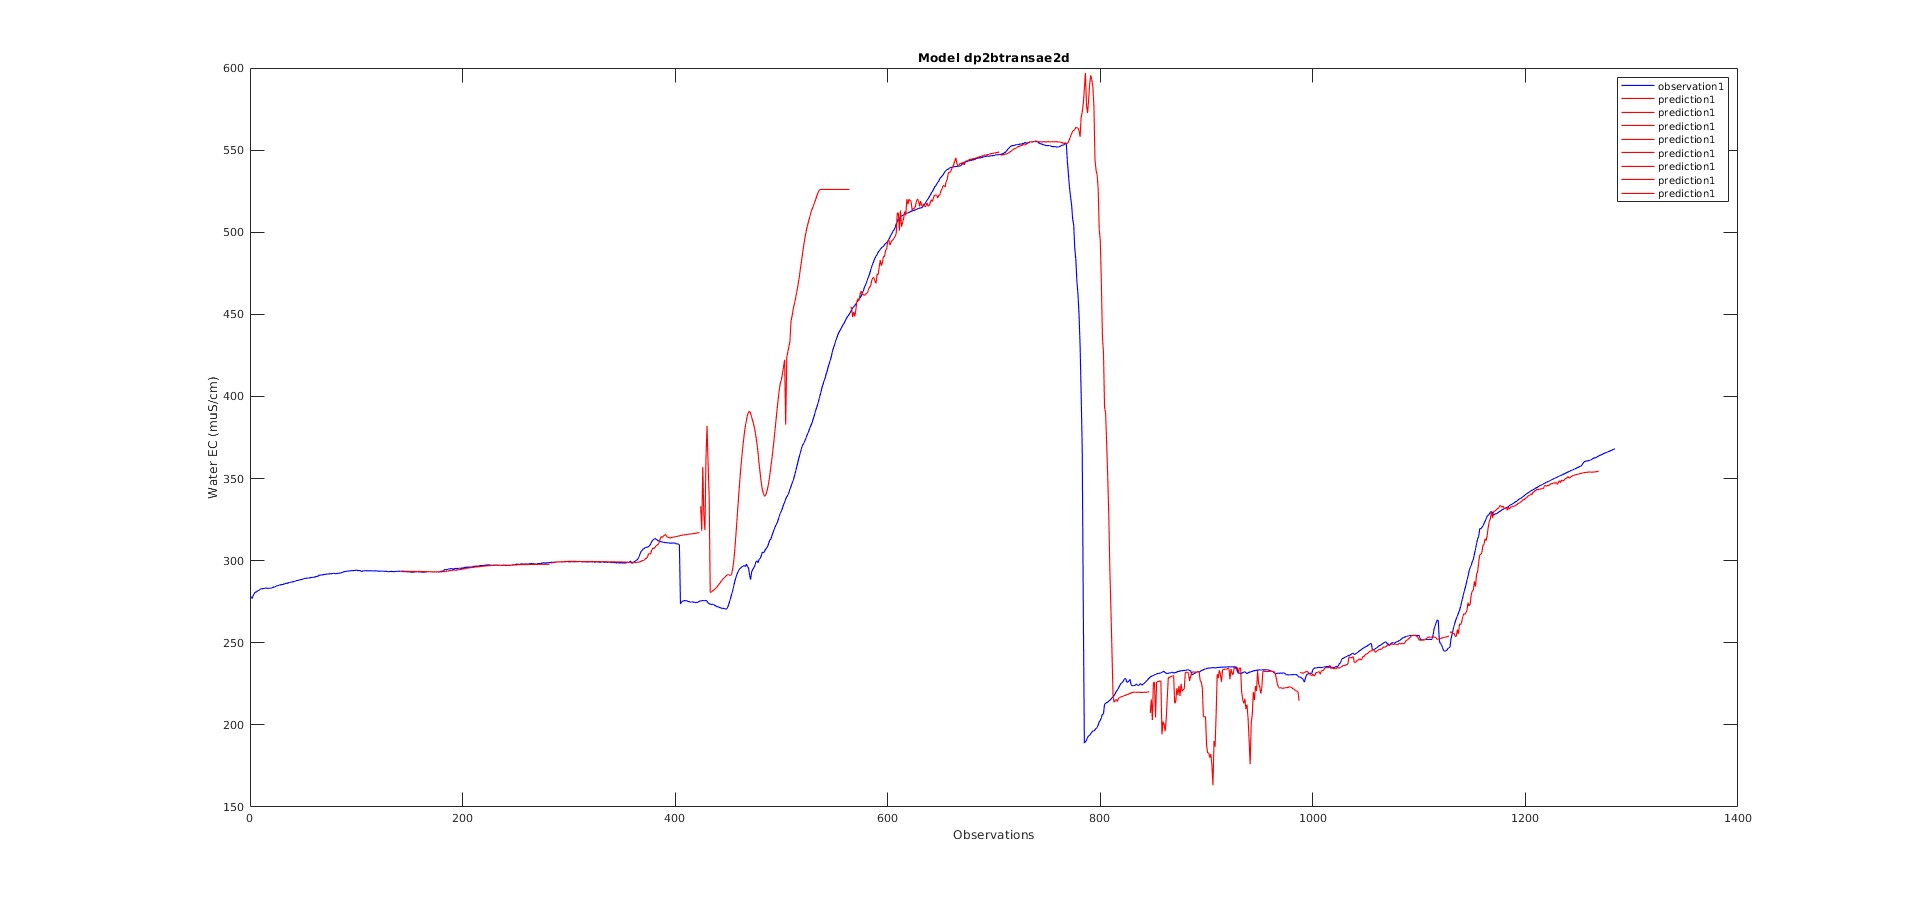 Model dp2btransae2d
600
550
500
450
400
350
300
250
200
150
Water EC (muS/cm)
0
200
400
600
800
1000
1200
1400
Observations
observation1
prediction1
prediction1
prediction1
prediction1
prediction1
prediction1
prediction1
prediction1